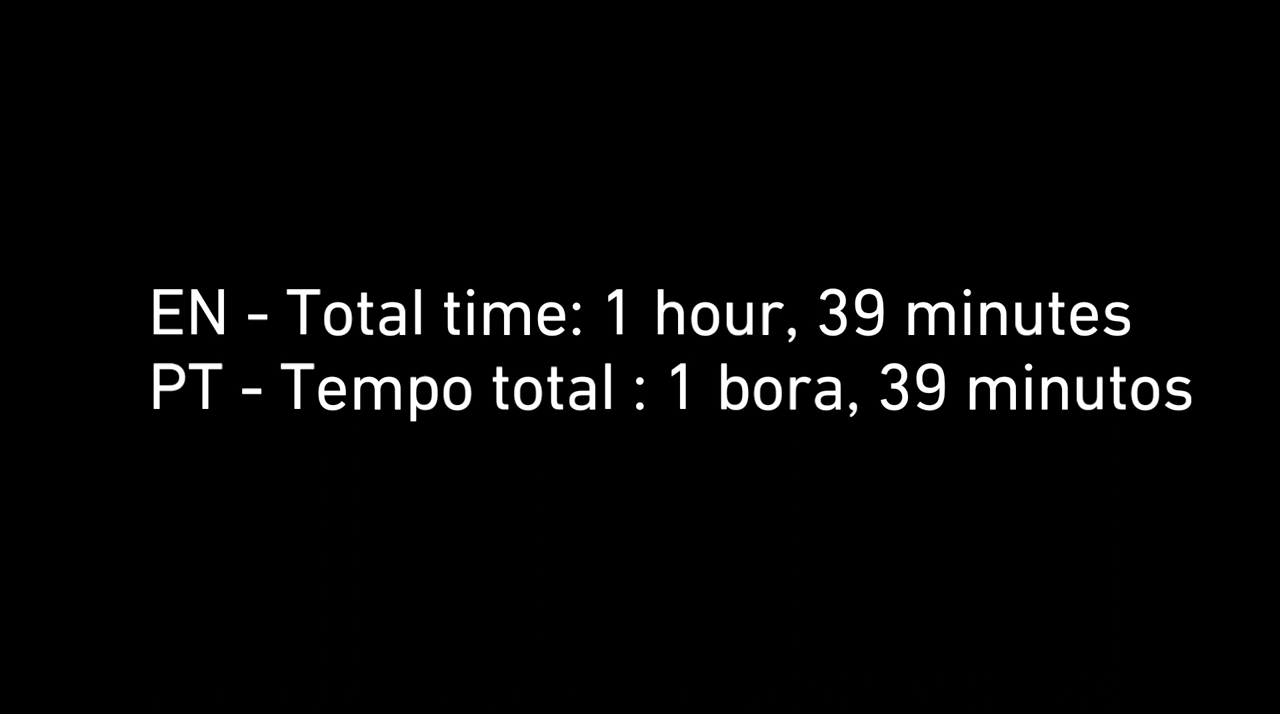 EN - Total time: 1 hour, 39 minutes
PT - Tempo total : 1 bora, 39 minutos